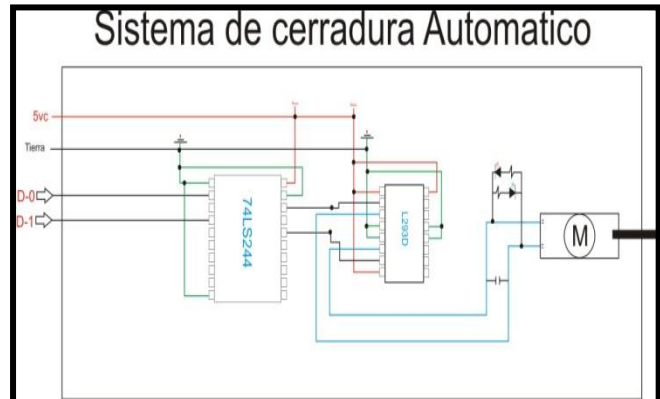 Sistema de cerradura Automatico
5vc
Tierra
D-0
D-1
74LS244
L293D
M